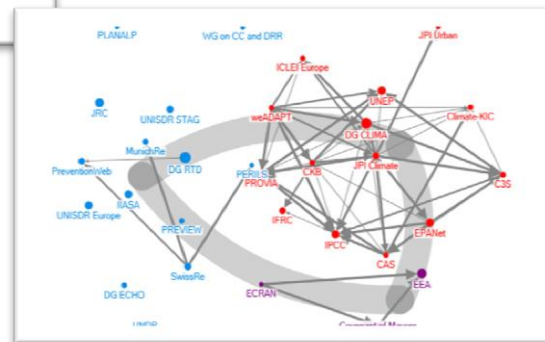 PLANALP
WG on CC and DRR
JPI Urban
ICLEI Europe
UNEP
JRC
UNISDR STAG
weADAPT
Climate-KIC
DG CLIMA
MunichRe
DG RTD
PreventionWeb
PERILS
PROVIA
CKB
JPI Climate
C3S
IIASA
UNISDR Europe
PREVIEW
IFRC
IPCC
EPANet
CAS
SwissRe
DG ECHO
ECRAN
EEA